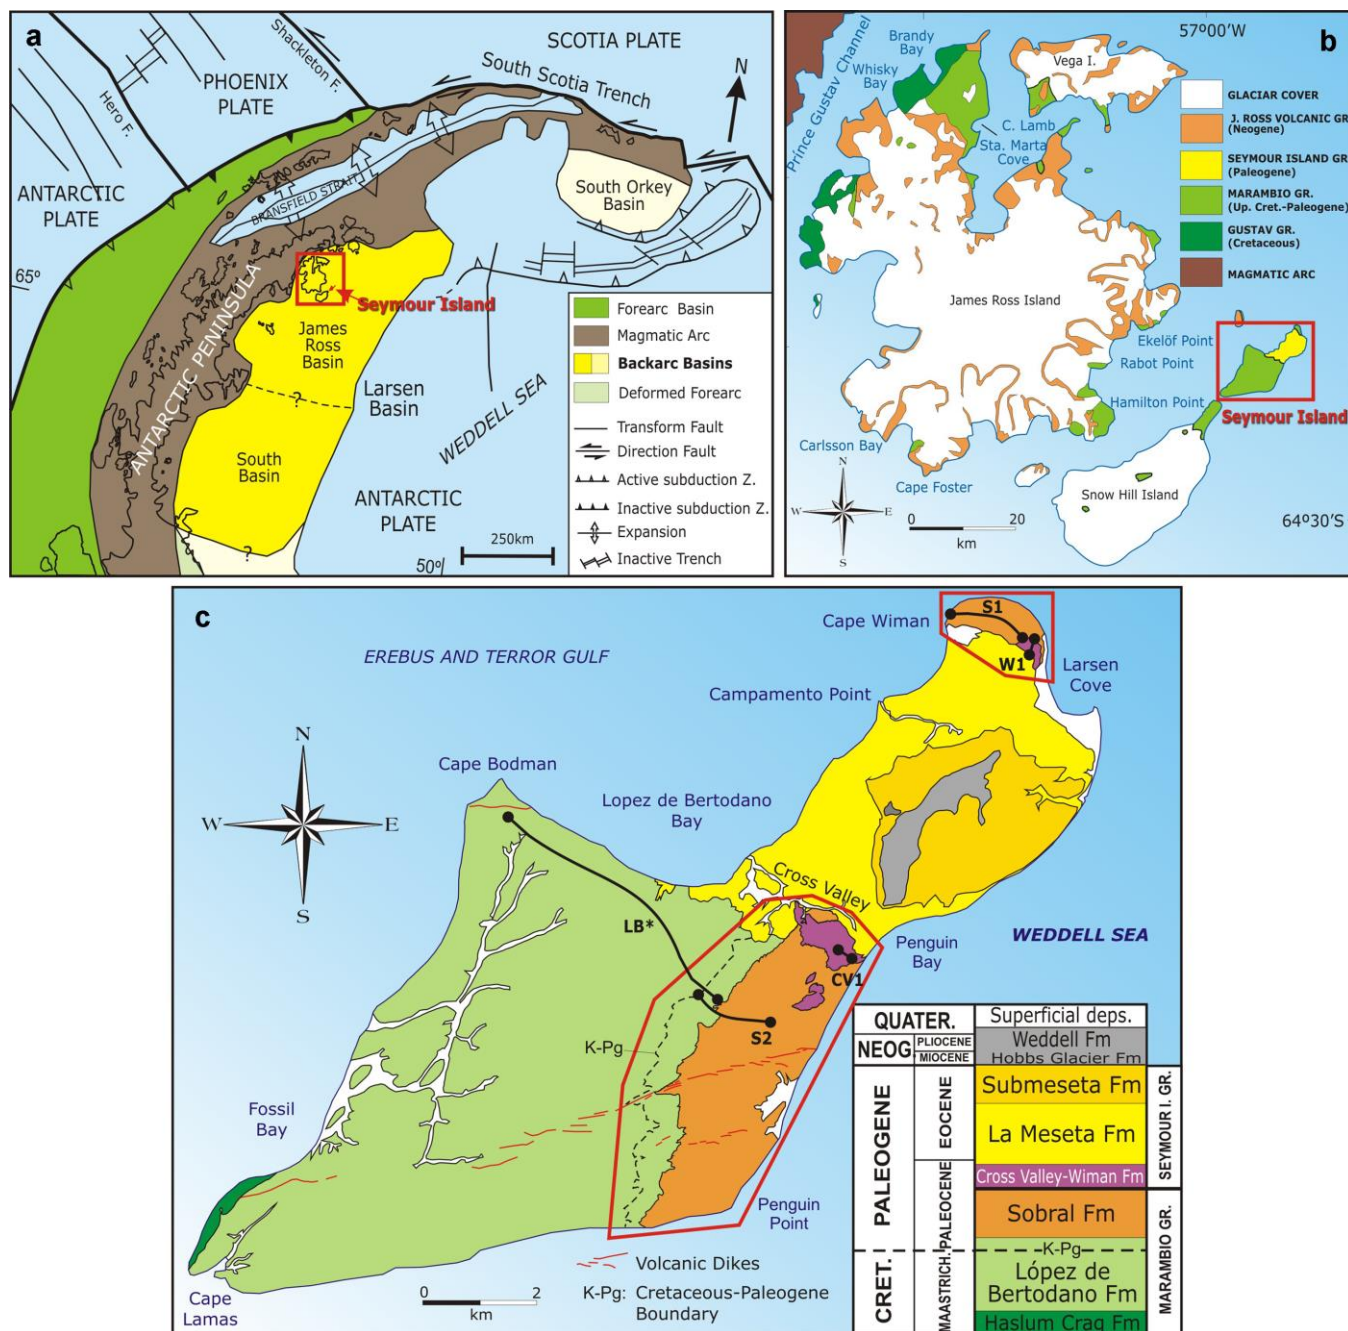 a
SCOTIA PLATE
South Scotia Trench
Shackleton F.
PHOENIX
PLATE
Hero F.
N
ANTARCTIC
PLATE
BRANSFIELD STRAIT
South Orkey
Basin
65º
Seymour Island
ANTARCTIC PENINSULA
James
Ross
Basin
?
Larsen
Basin
WEDDELL SEA
South
Basin
ANTARCTIC
PLATE
?
50º
250km
Forearc Basin
Magmatic Arc
Backarc Basins
Deformed Forearc
Transform Fault
Direction Fault
Active subduction Z.
Inactive subduction Z.
Expansion
Inactive Trench
b
57º00'W
Prince Gustav Channel
Brandy
Bay
Whisky
Bay
Vega I.
C. Lamb
Sta. Marta
Cove
GLACIAR COVER
J. ROSS VOLCANIC GR.
(Neogene)
SEYMOUR ISLAND GR.
(Paleogene)
MARAMBIO GR.
(Up. Cret.-Paleogene)
GUSTAV GR.
(Cretaceous)
MAGMATIC ARC
James Ross Island
Ekelöf Point
Rabot Point
Hamilton Point
Seymour Island
Carlsson Bay
Cape Foster
Snow Hill Island
N
W
E
S
0
20
km
64º30'S
c
EREBUS AND TERROR GULF
Cape Wiman
S1
W1
Larsen
Cove
Campamento Point
N
W
E
S
Cape Bodman
Lopez de Bertodano
Bay
Cross Valley
LB*
Penguin
Bay
WEDDELL SEA
CV1
S2
K-Pg
Fossil
Bay
Penguin
Point
Cape
Lamas
0
2
km
Volcanic Dikes
K-Pg: Cretaceous-Paleogene
Boundary
QUATER.
Superficial deps.
NEOG.
PLIOCENE
MIOCENE
Weddell Fm
Hobbs Glacier Fm
PALEOGENE
EOCENE
Submeseta Fm
La Meseta Fm
SEYMOUR I. GR.
PALEOCENE
Cross Valley-Wiman Fm
Sobral Fm
K-Pg
MARAMBIO GR.
CRET.
MAASTRICH.
López de
Bertodano Fm
Haslum Crag Fm